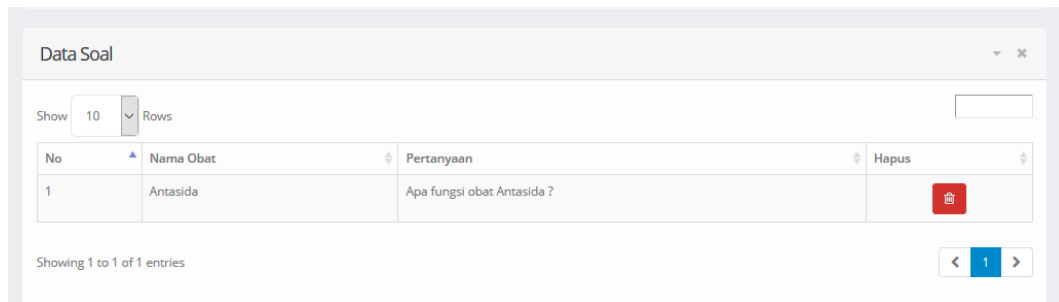 Data Soal
Show 10 Rows
No Nama Obat Pertanyaan Hapus
1 Antasida Apa fungsi obat Antasida ?
Showing 1 to 1 of 1 entries
1